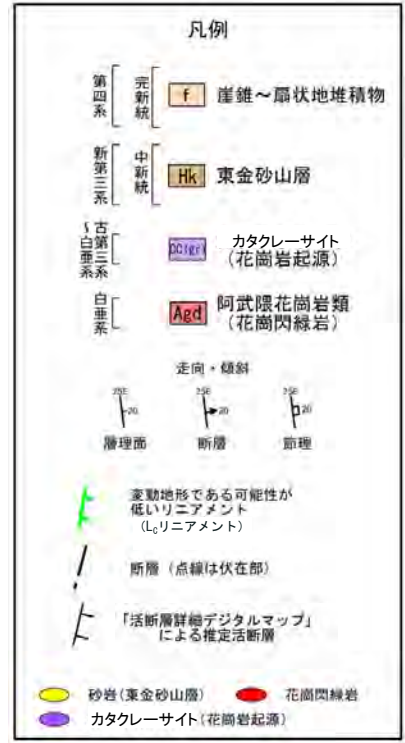 凡例
第四系
完新統
f
崖錐～扇状地堆積物
新第三系
中新統
Hk
東金砂山層
古第三系
～白亜系
CC(gr)
カタクレーサイト
(花崗岩起源)
白亜系
Agd
阿武隈花崗岩類
(花崗閃緑岩)
走向・傾斜
25E
20
25E
20
25E
20
層理面
断層
節理
変動地形である可能性が
低いリニアメント
(LCリニアメント)
断層 (点線は伏在部)
「活断層詳細デジタルマップ」
による推定活断層
砂岩(東金砂山層)
花崗閃緑岩
カタクレーサイト(花崗岩起源)